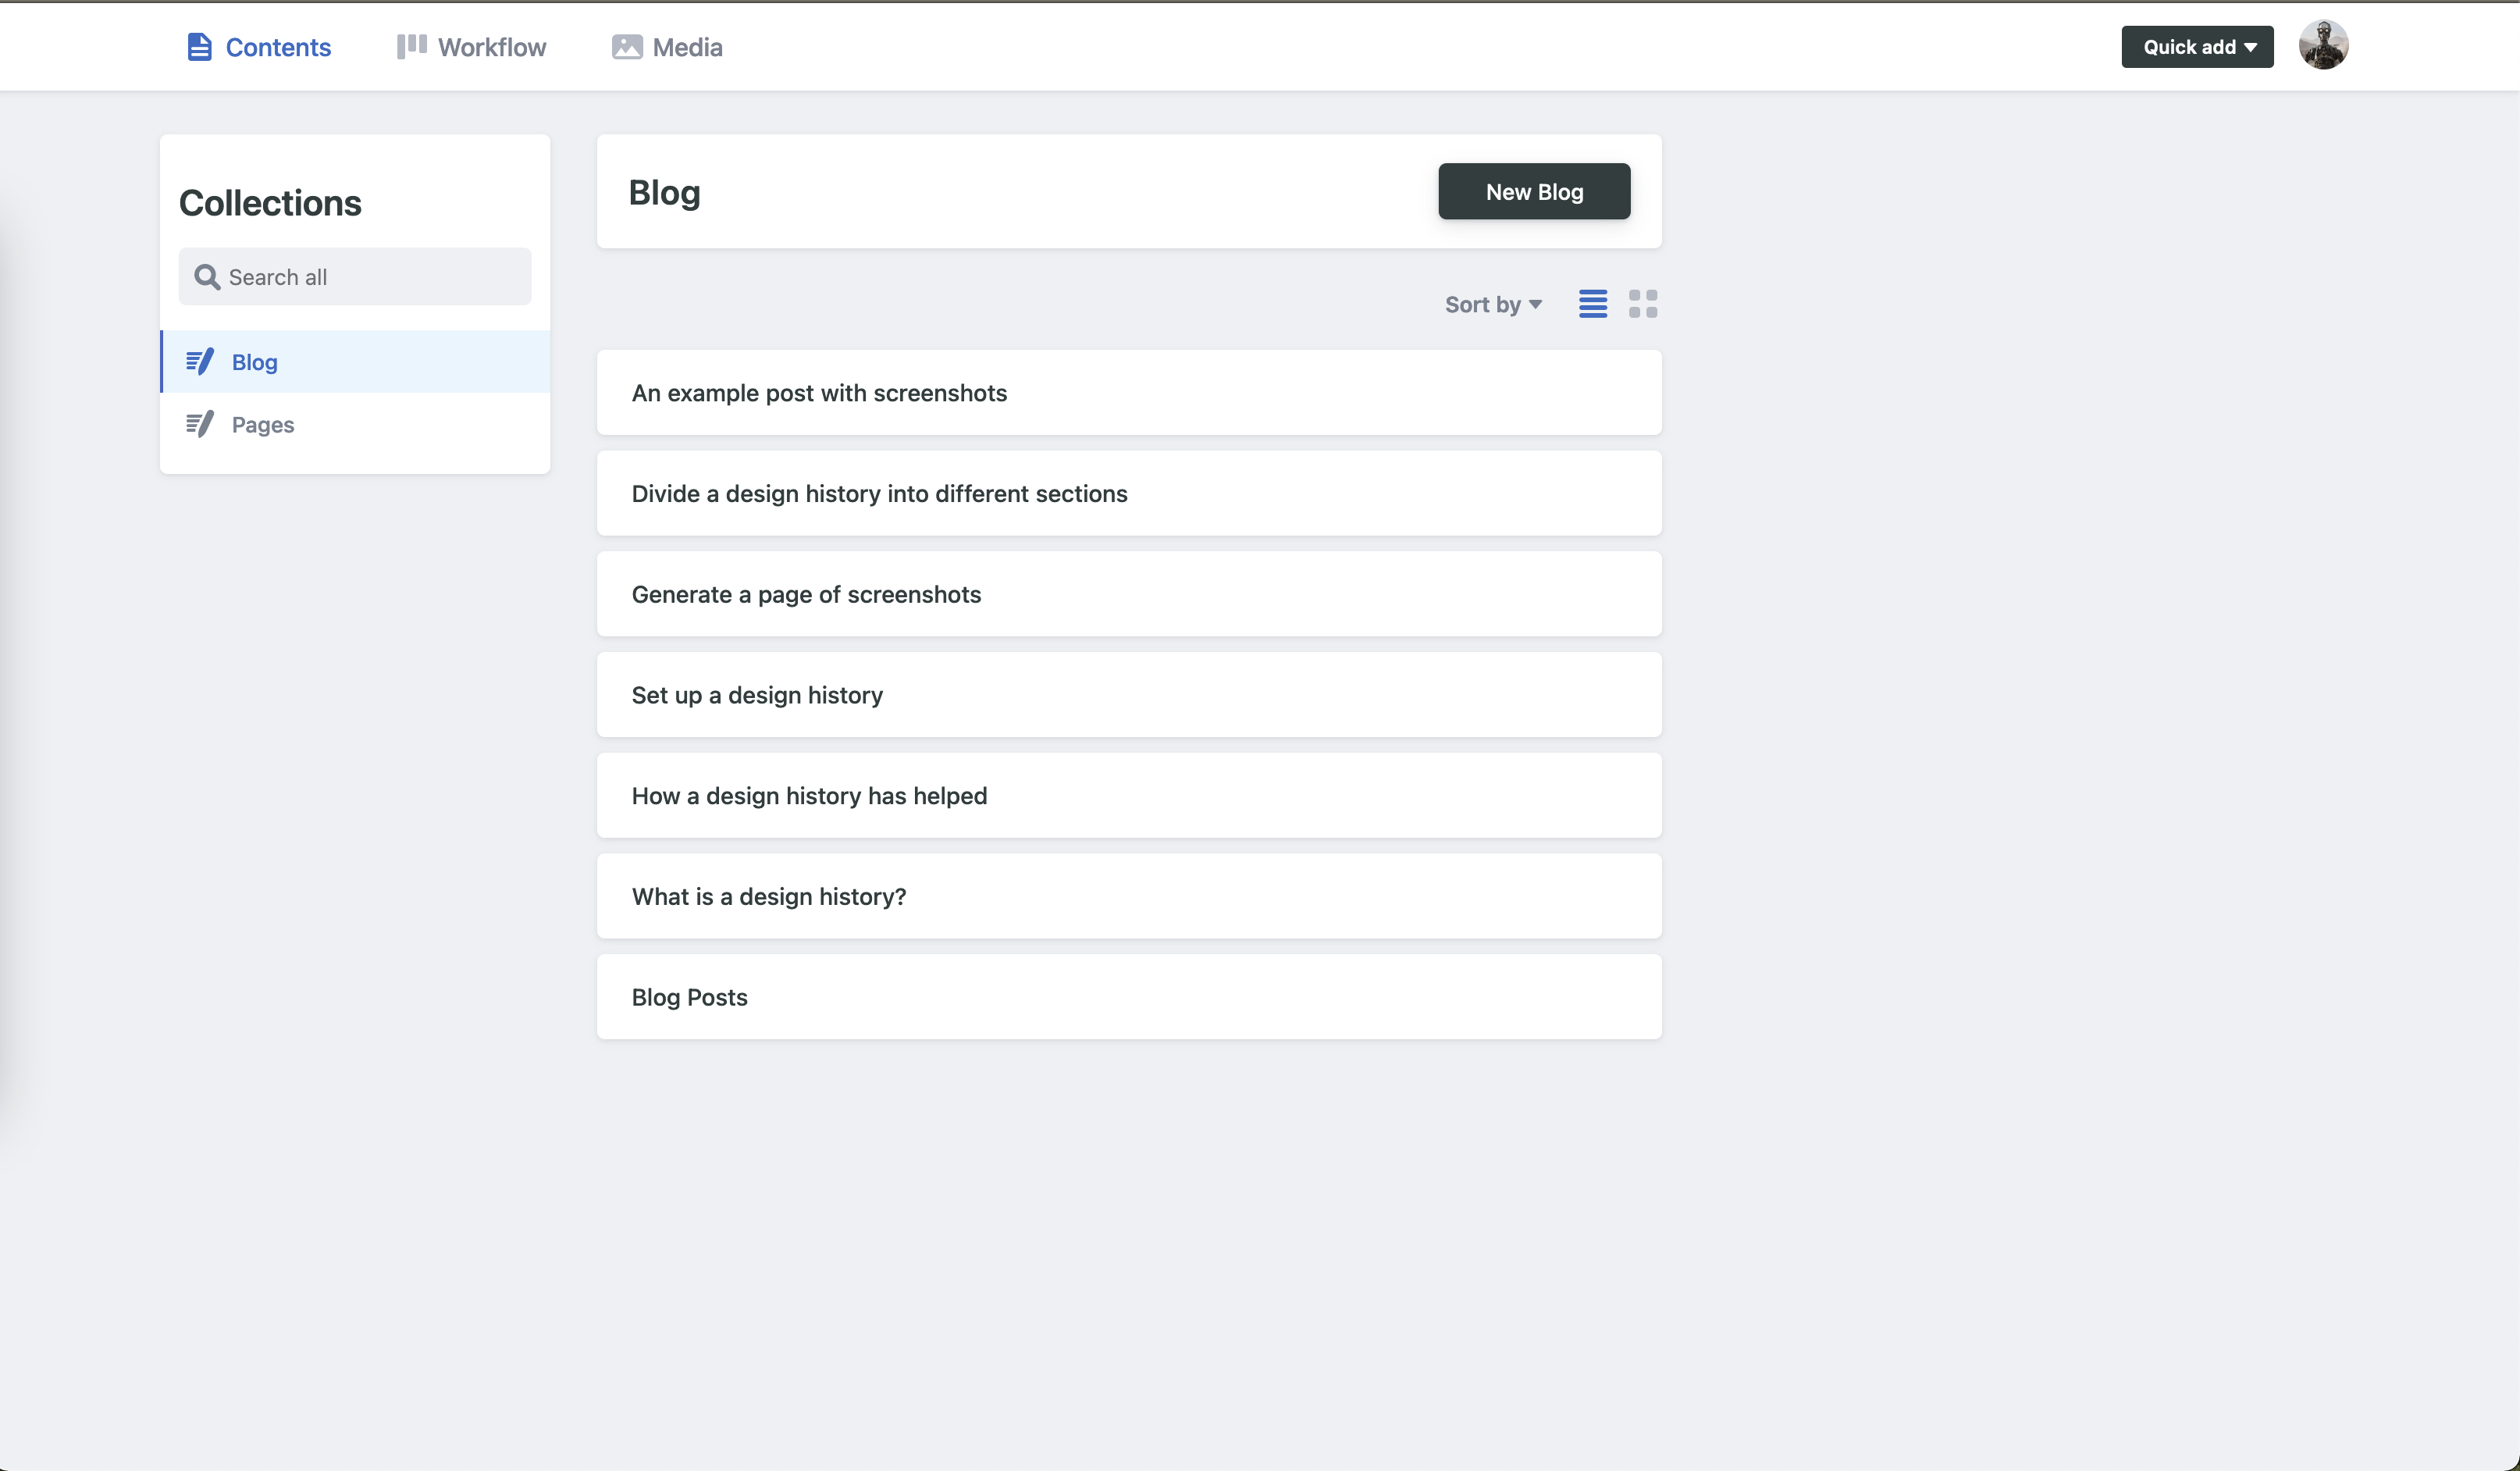 Contents
Workflow
Media
Quick add
Collections
Search all
Blog
Pages
Blog
New Blog
Sort by
An example post with screenshots
Divide a design history into different sections
Generate a page of screenshots
Set up a design history
How a design history has helped
What is a design history?
Blog Posts